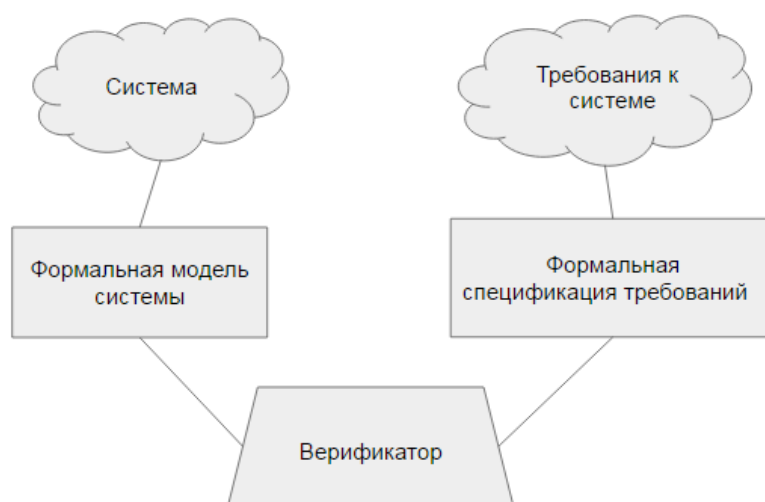 Система
Требования к
системе
Формальная модель
системы
Формальная
спецификация требований
Верификатор